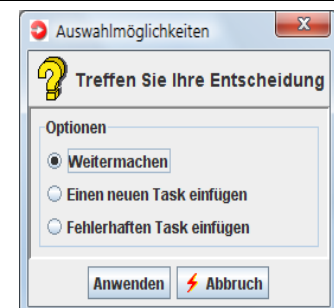 Auswahlmöglichkeiten
Treffen Sie Ihre Entscheidung
Optionen
Weitermachen
Einen neuen Task einfügen
Fehlerhaften Task einfügen
Anwenden Abbruch